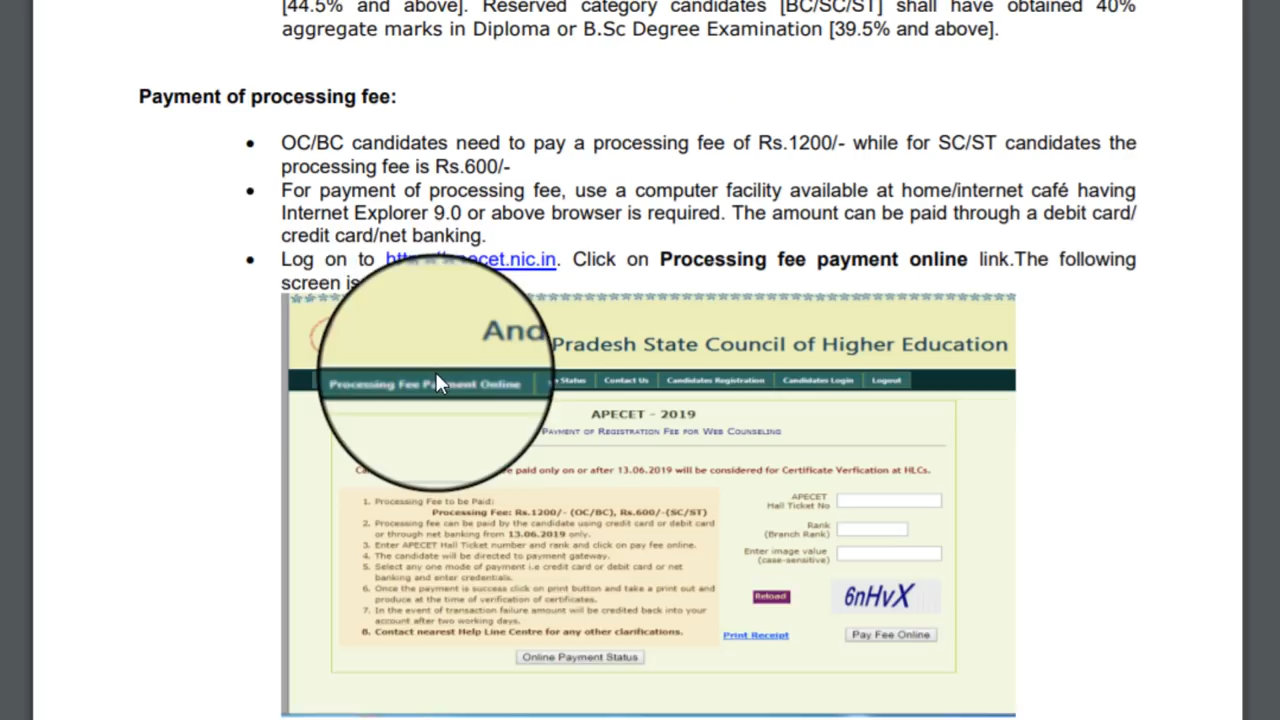 [44.5% and above]. Reserved category candidates [BC/SC/ST] shall have obtained 40%
aggregate marks in Diploma or B.Sc Degree Examination [39.5% and above].
Payment of processing fee:
• OC/BC candidates need to pay a processing fee of Rs.1200/- while for SC/ST candidates the
processing fee is Rs.600/-
• For payment of processing fee, use a computer facility available at home/internet café having
Internet Explorer 9.0 or above browser is required. The amount can be paid through a debit card/
credit card/net banking.
• Log on to cet.nic.in. Click on Processing fee payment online link.The following
screen is
And Pradesh State Council of Higher Education
Processing Fee Payment Online Status Contact Us Candidates Registration Candidates Login Logout
APECET - 2019
Payment of Registration Fee for Web Counseling
paid only on or after 13.06.2019 will be considered for Certificate Verfication at HLCs.
1. Processing Fee to be Paid:
Processing Fee: Rs.1200/- (OC/BC), Rs.600/-(SC/ST)
2. Processing fee can be paid by the candidate using credit card or debit card
or through net banking from 13.06.2019 only.
3. Enter APECET Hall Ticket number and rank and click on pay fee online.
4. The candidate will be directed to payment gateway.
5. Select any one mode of payment i.e credit card or debit card or net
banking and enter credentials.
6. Once the payment is success click on print button and take a print out and
produce at the time of verification of certificates.
7. In the event of transaction failure amount will be credited back into your
account after two working days.
8. Contact nearest Help Line Centre for any other clarifications.
APECET
Hall Ticket No
Rank
(Branch Rank)
Enter image value
(case-sensitive)
Reload 6nHvX
Print Receipt Pay Fee Online
Online Payment Status